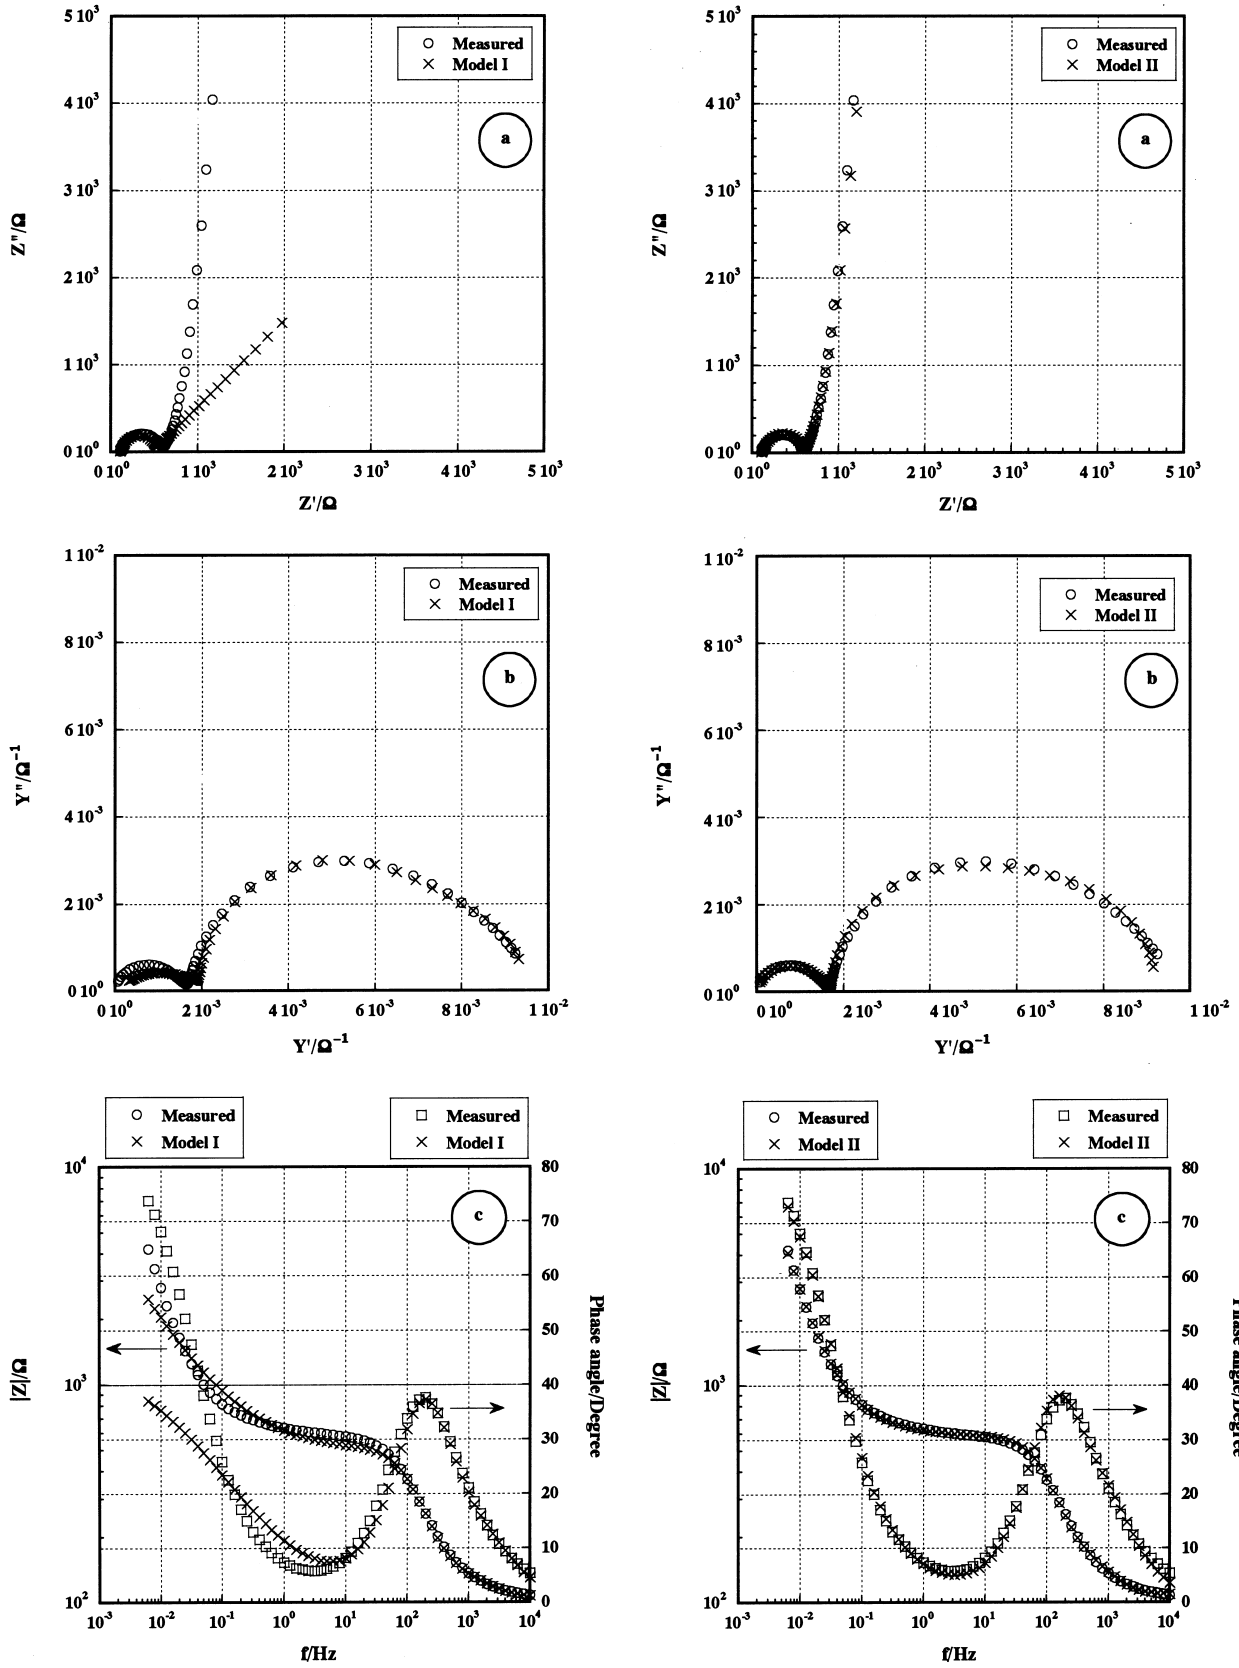 5 10³
4 10³
3 10³
2 10³
1 10³
0 10⁰
Z''/Ω
Measured
Model I
a
0 10⁰ 1 10³ 2 10³ 3 10³ 4 10³ 5 10³
Z'/Ω
5 10³
4 10³
3 10³
2 10³
1 10³
0 10⁰
Z''/Ω
Measured
Model II
a
0 10⁰ 1 10³ 2 10³ 3 10³ 4 10³ 5 10³
Z'/Ω
1 10⁻²
8 10⁻³
6 10⁻³
4 10⁻³
2 10⁻³
0 10⁰
Y''/Ω⁻¹
Measured
Model I
b
0 10⁰ 2 10⁻³ 4 10⁻³ 6 10⁻³ 8 10⁻³ 1 10⁻²
Y'/Ω⁻¹
1 10⁻²
8 10⁻³
6 10⁻³
4 10⁻³
2 10⁻³
0 10⁰
Y''/Ω⁻¹
Measured
Model II
b
0 10⁰ 2 10⁻³ 4 10⁻³ 6 10⁻³ 8 10⁻³ 1 10⁻²
Y'/Ω⁻¹
Measured
Model I
Measured
Model I
10⁴
10³
10²
|Z|/Ω
c
80
70
60
50
40
30
20
10
0
Phase angle/Degree
10⁻³ 10⁻² 10⁻¹ 10⁰ 10¹ 10² 10³ 10⁴
f/Hz
Measured
Model II
Measured
Model II
10⁴
10³
10²
|Z|/Ω
c
80
70
60
50
40
30
20
10
0
Phase angle/Degree
10⁻³ 10⁻² 10⁻¹ 10⁰ 10¹ 10² 10³ 10⁴
f/Hz